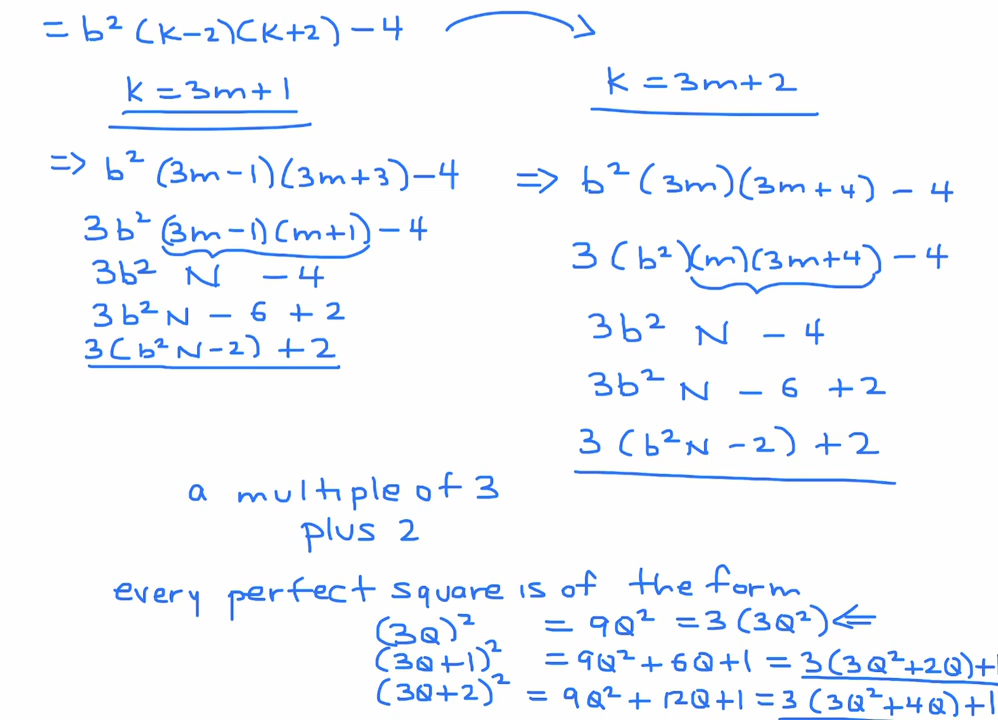 = b² (k-2)(k+2) - 4
k = 3m+1
=> b² (3m-1)(3m+3) - 4
3b² (3m-1)(m+1) - 4
3b² N - 4
3b² N - 6 + 2
3(b² N-2) + 2
k = 3m+2
=> b² (3m)(3m+4) - 4
3 (b²)(m)(3m+4) - 4
3b² N - 4
3b² N - 6 + 2
3 (b² N - 2) + 2
a multiple of 3
plus 2
every perfect square is of the form
(3Q)² = 9Q² = 3 (3Q²) <=
(3Q+1)² = 9Q² + 6Q + 1 = 3(3Q²+2Q)+1
(3Q+2)² = 9Q² + 12Q + 1 = 3 (3Q²+4Q)+1